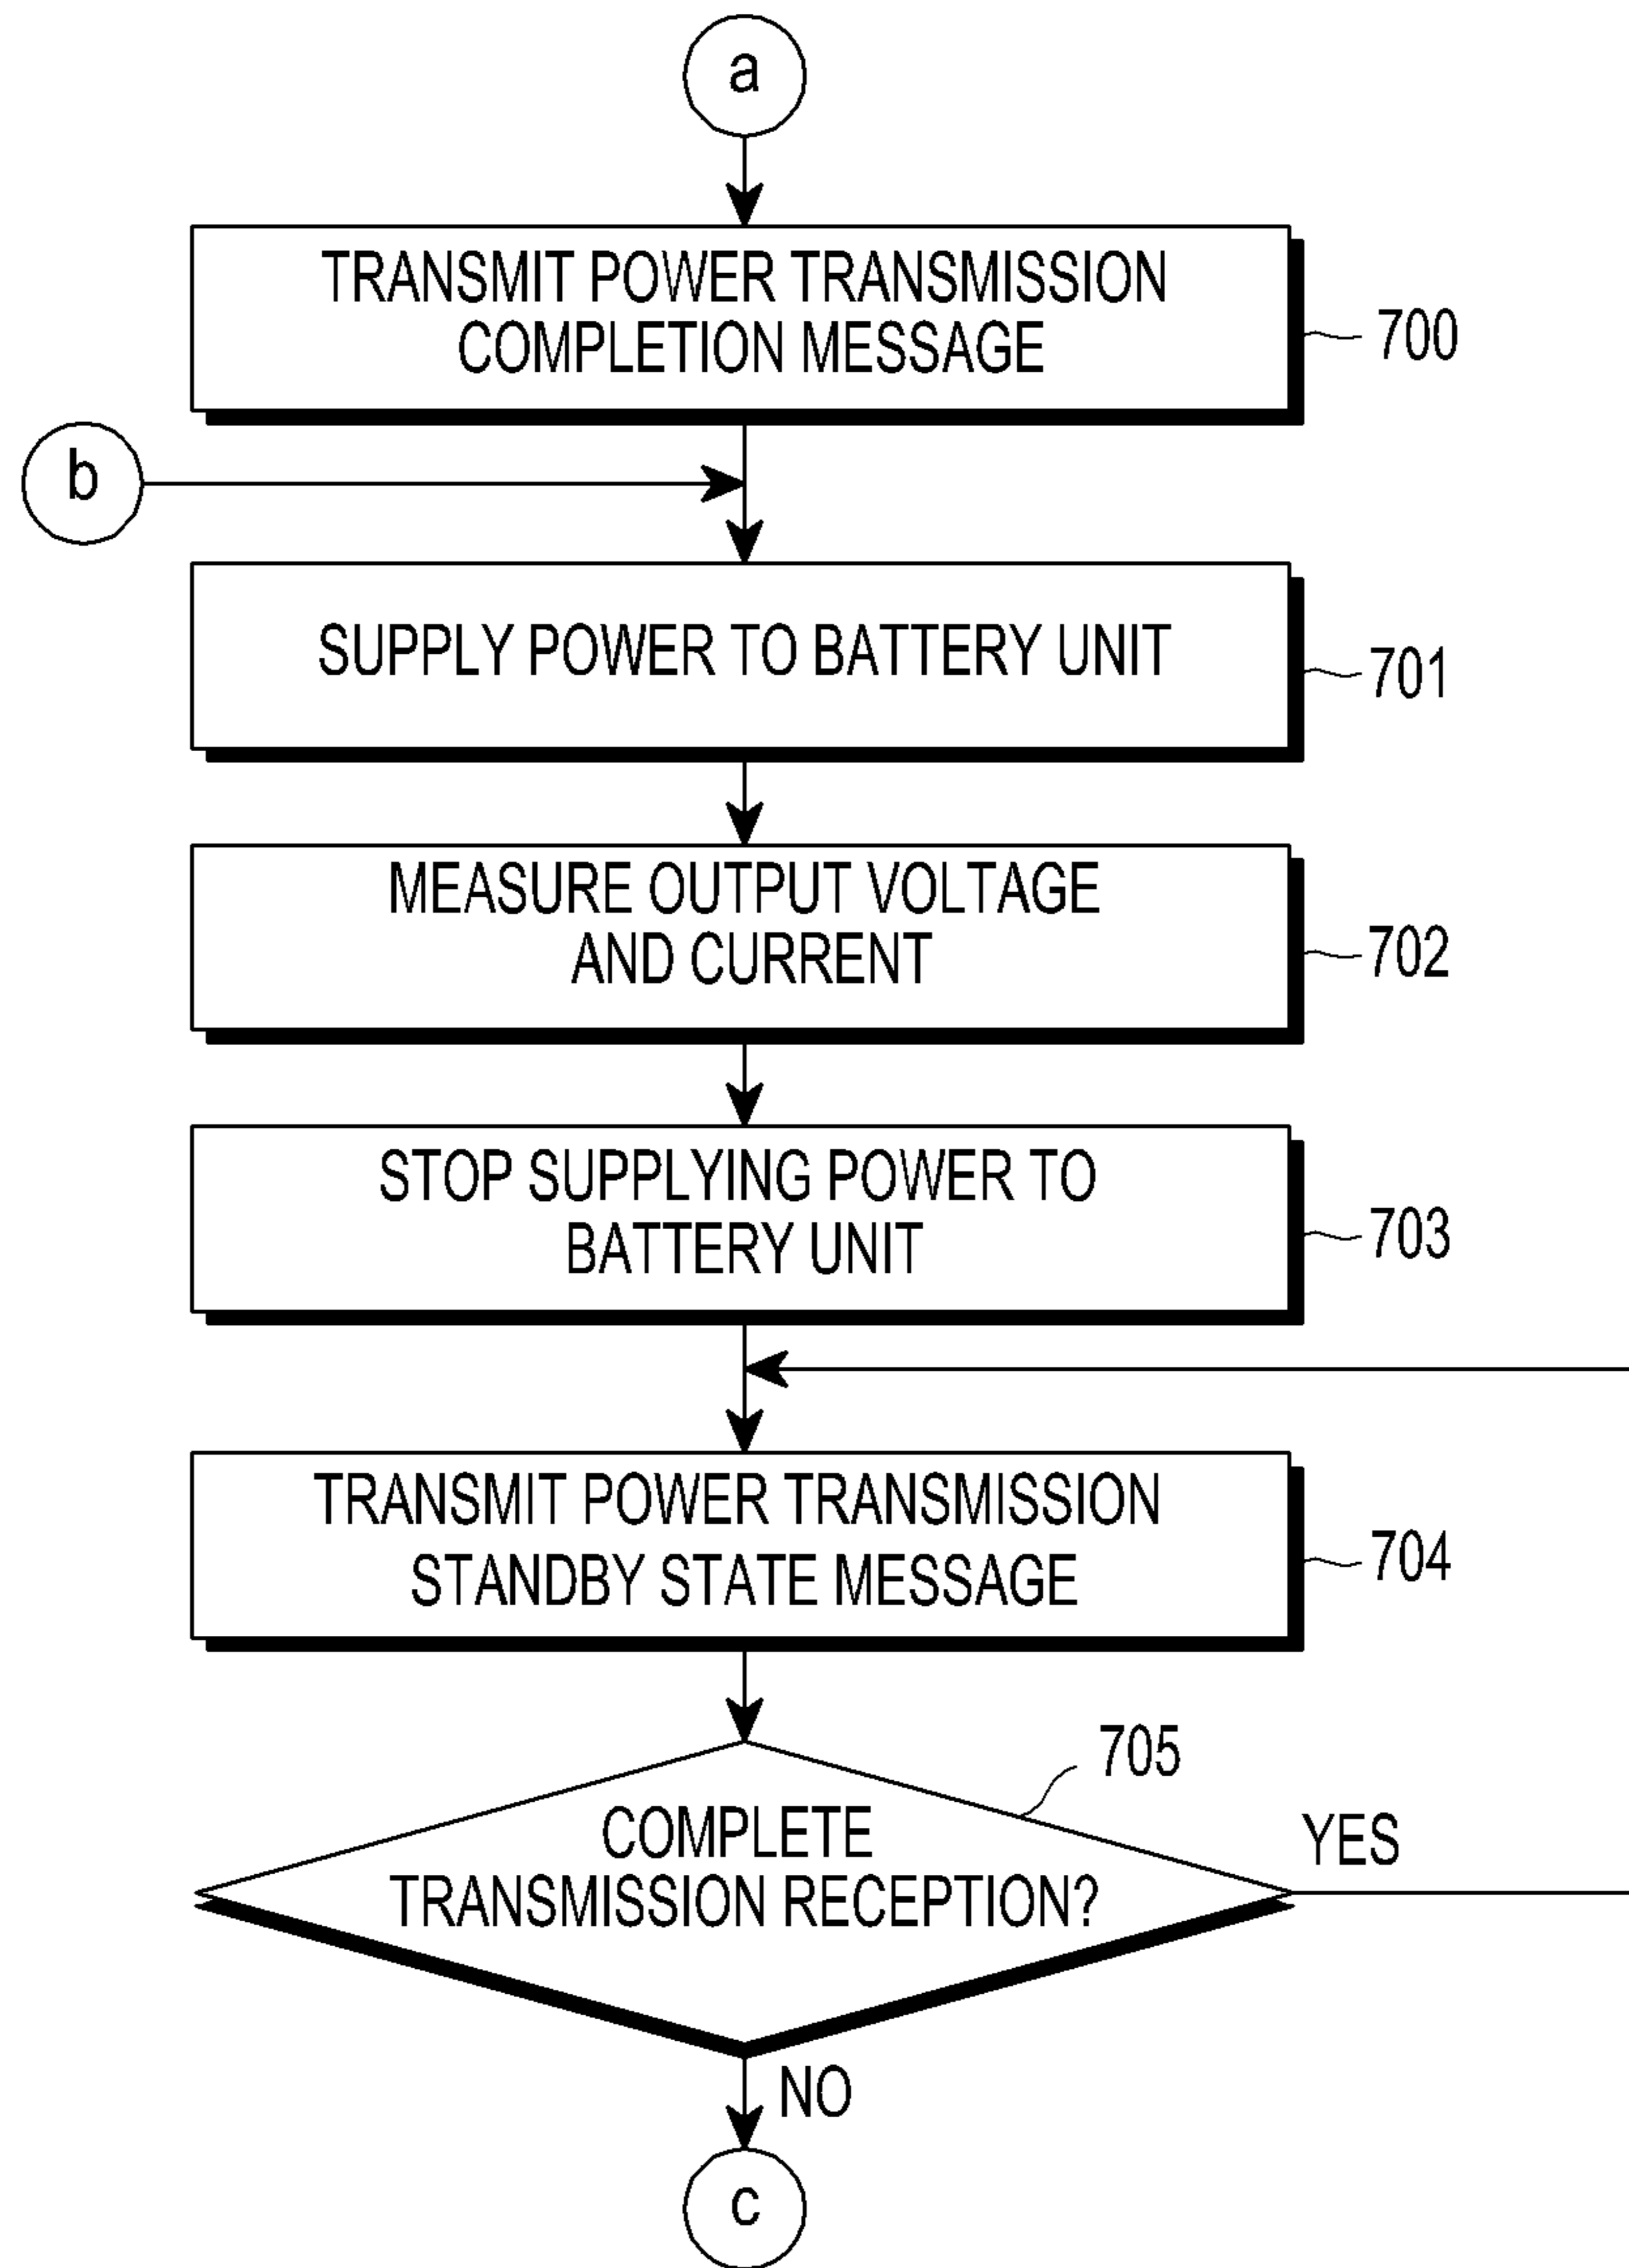 a
TRANSMIT POWER TRANSMISSION
COMPLETION MESSAGE
700
b
SUPPLY POWER TO BATTERY UNIT
701
MEASURE OUTPUT VOLTAGE
AND CURRENT
702
STOP SUPPLYING POWER TO
BATTERY UNIT
703
TRANSMIT POWER TRANSMISSION
STANDBY STATE MESSAGE
704
705
COMPLETE
TRANSMISSION RECEPTION?
YES
NO
c